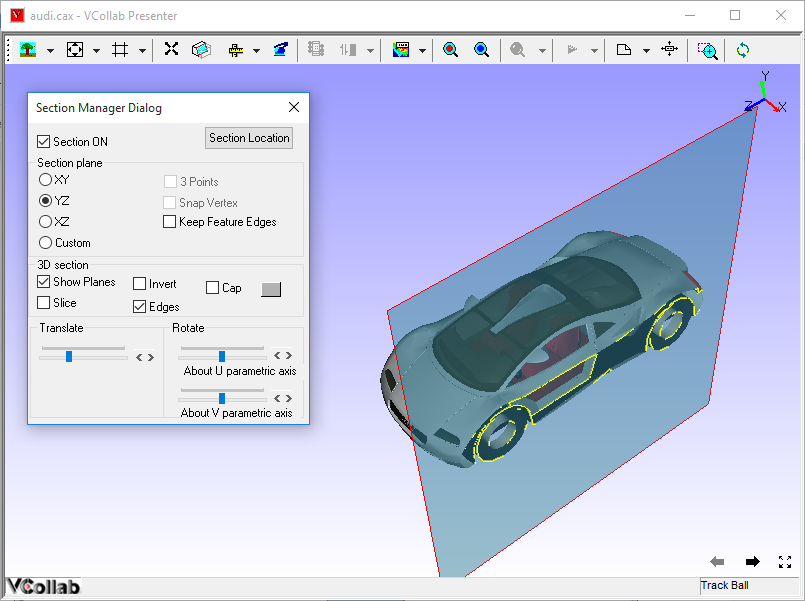 audi.cax - VCollab Presenter
Y
Z
X
Section Manager Dialog
Section ON
Section Location
Section plane
XY
3 Points
YZ
Snap Vertex
XZ
Keep Feature Edges
Custom
3D section
Show Planes
Invert
Cap
Slice
Edges
Translate
Rotate
About U parametric axis
About V parametric axis
VCollab
Track Ball